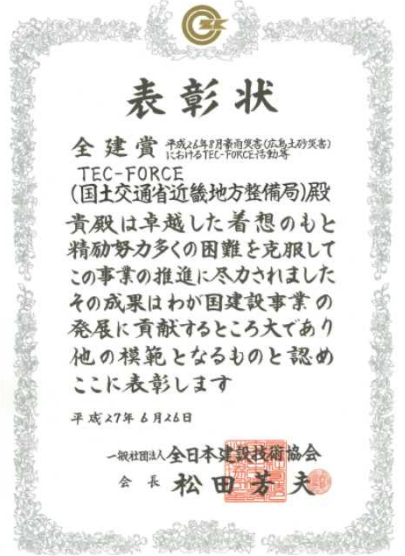 表彰状
全建賞 平成26年8月豪雨災害(広島土砂災害)
におけるTEC-FORCE活動等
TEC-FORCE
(国土交通省近畿地方整備局)殿
貴殿は卓越した着想のもと
精励努力多くの困難を克服して
この事業の推進に尽力されました
その成果はわが国建設事業の
発展に貢献するところ大であり
他の模範となるものと認め
ここに表彰します
平成27年6月26日
一般社団法人 全日本建設技術協会
会長 松田芳夫